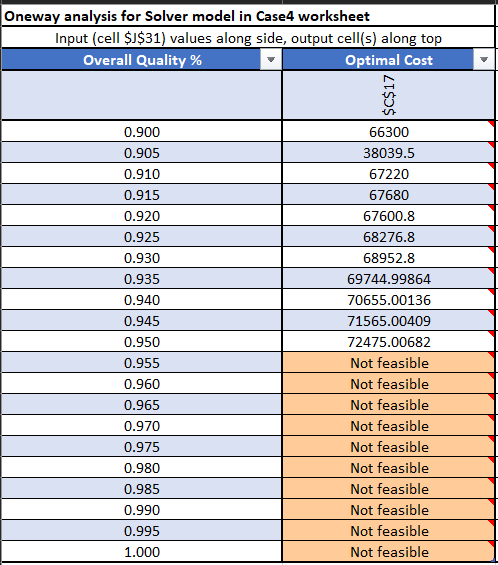 Oneway analysis for Solver model in Case4 worksheet
Input (cell $J$31) values along side, output cell(s) along top
Overall Quality % Optimal Cost
$C$17
0.900 66300
0.905 38039.5
0.910 67220
0.915 67680
0.920 67600.8
0.925 68276.8
0.930 68952.8
0.935 69744.99864
0.940 70655.00136
0.945 71565.00409
0.950 72475.00682
0.955 Not feasible
0.960 Not feasible
0.965 Not feasible
0.970 Not feasible
0.975 Not feasible
0.980 Not feasible
0.985 Not feasible
0.990 Not feasible
0.995 Not feasible
1.000 Not feasible